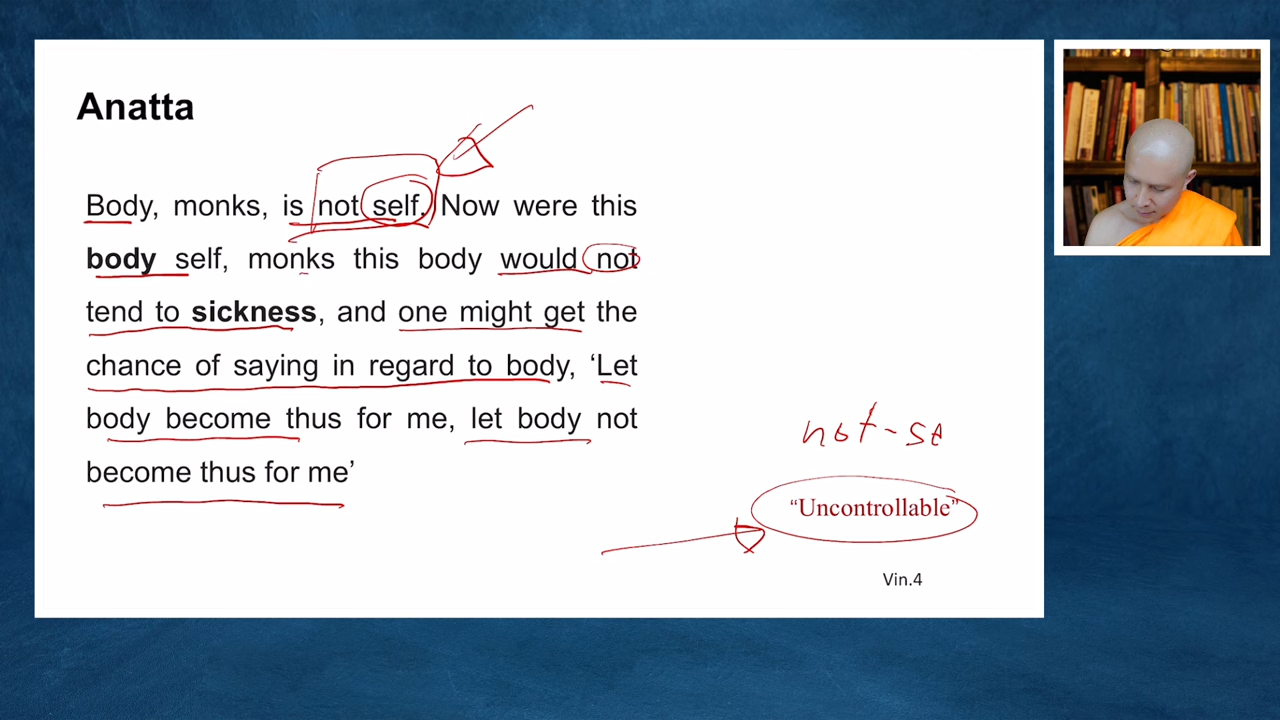 Anatta
Body, monks, is not self. Now were this
body self, monks this body would not
tend to sickness, and one might get the
chance of saying in regard to body, ‘Let
body become thus for me, let body not
become thus for me’
not-se
“Uncontrollable”
Vin.4